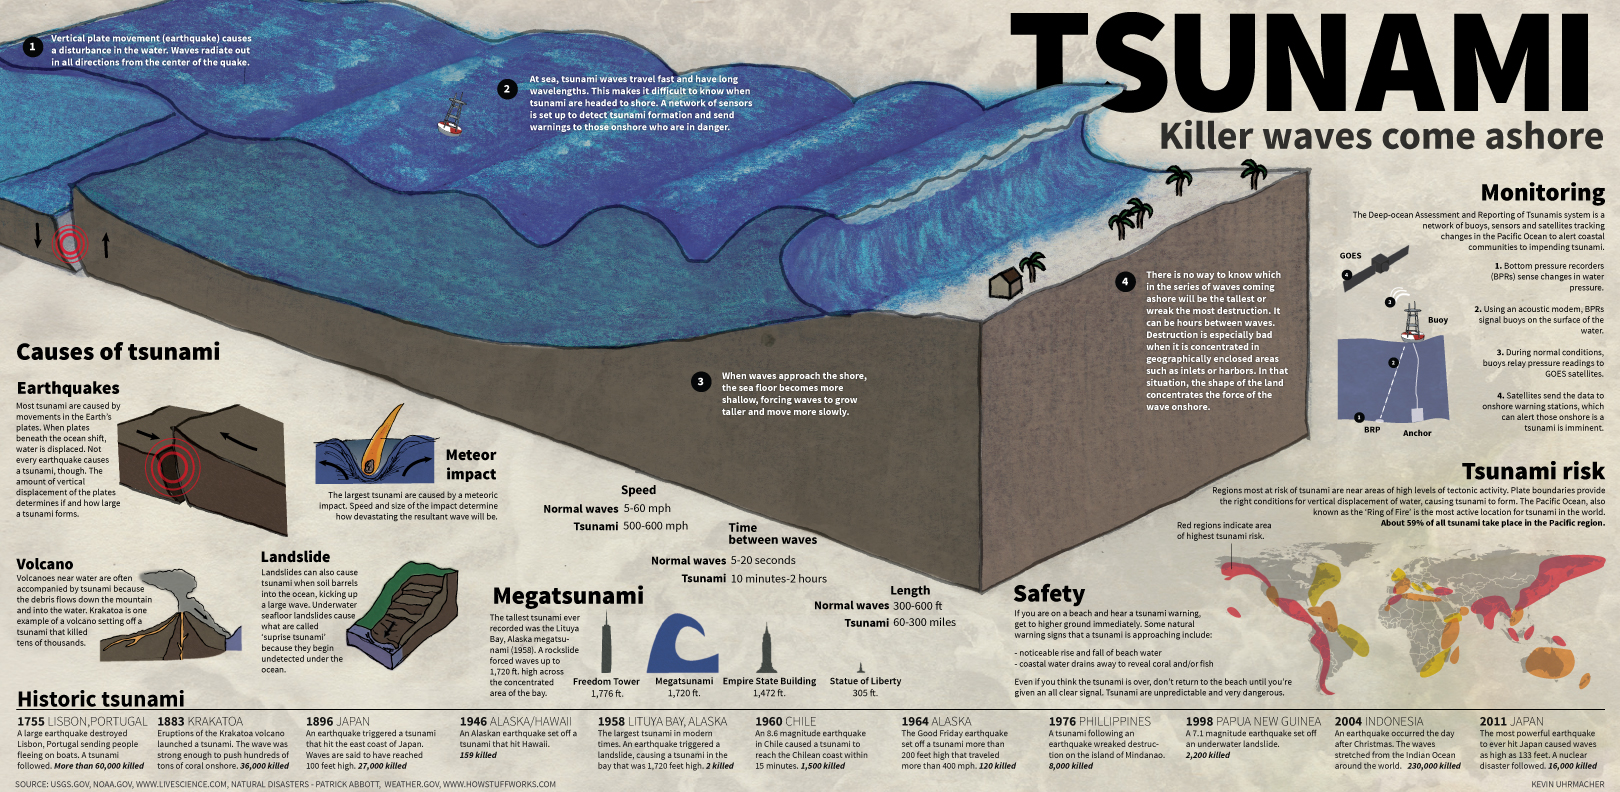 TSUNAMI
Killer waves come ashore
1
Vertical plate movement (earthquake) causes
a disturbance in the water. Waves radiate out
in all directions from the center of the quake.
2
At sea, tsunami waves travel fast and have long
wavelengths. This makes it difficult to know when
tsunami are headed to shore. A network of sensors
is set up to detect tsunami formation and send
warnings to those onshore who are in danger.
3
When waves approach the shore,
the sea floor becomes more
shallow, forcing waves to grow
taller and move more slowly.
4
There is no way to know which
in the series of waves coming
ashore will be the tallest or
wreak the most destruction. It
can be hours between waves.
Destruction is especially bad
when it is concentrated in
geographically enclosed areas
such as inlets or harbors. In that
situation, the shape of the land
concentrates the force of the
wave onshore.
Monitoring
The Deep-ocean Assessment and Reporting of Tsunamis system is a
network of buoys, sensors and satellites tracking
changes in the Pacific Ocean to alert coastal
communities to impending tsunami.
GOES
4
3
Buoy
2
1
BRP
Anchor
1. Bottom pressure recorders
(BPRs) sense changes in water
pressure.
2. Using an acoustic modem, BPRs
signal buoys on the surface of the
water.
3. During normal conditions,
buoys relay pressure readings to
GOES satellites.
4. Satellites send the data to
onshore warning stations, which
can alert those onshore is a
tsunami is imminent.
Causes of tsunami
Earthquakes
Most tsunami are caused by
movements in the Earth's
plates. When plates
beneath the ocean shift,
water is displaced. Not
every earthquake causes
a tsunami, though. The
amount of vertical
displacement of the plates
determines if and how large
a tsunami forms.
Meteor
impact
The largest tsunami are caused by a meteoric
impact. Speed and size of the impact determine
how devastating the resultant wave will be.
Volcano
Volcanoes near water are often
accompanied by tsunami because
the debris flows down the mountain
and into the water. Krakatoa is one
example of a volcano setting off a
tsunami that killed
tens of thousands.
Landslide
Landslides can also cause
tsunami when soil barrels
into the ocean, kicking up
a large wave. Underwater
seafloor landslides cause
what are called
'suprise tsunami'
because they begin
undetected under the
ocean.
Speed
Normal waves 5-60 mph
Tsunami 500-600 mph
Time
between waves
Normal waves 5-20 seconds
Tsunami 10 minutes-2 hours
Length
Normal waves 300-600 ft
Tsunami 60-300 miles
Megatsunami
The tallest tsunami ever
recorded was the Lituya
Bay, Alaska megatsu-
nami (1958). A rockslide
forced waves up to
1,720 ft. high across
the concentrated
area of the bay.
Freedom Tower
1,776 ft.
Megatsunami
1,720 ft.
Empire State Building
1,472 ft.
Statue of Liberty
305 ft.
Tsunami risk
Regions most at risk of tsunami are near areas of high levels of tectonic activity. Plate boundaries provide
the right conditions for vertical displacement of water, causing tsunami to form. The Pacific Ocean, also
known as the 'Ring of Fire' is the most active location for tsunami in the world.
About 59% of all tsunami take place in the Pacific region.
Red regions indicate area
of highest tsunami risk.
Safety
If you are on a beach and hear a tsunami warning,
get to higher ground immediately. Some natural
warning signs that a tsunami is approaching include:
- noticeable rise and fall of beach water
- coastal water drains away to reveal coral and/or fish
Even if you think the tsunami is over, don't return to the beach until you're
given an all clear signal. Tsunami are unpredictable and very dangerous.
Historic tsunami
1755 LISBON,PORTUGAL
A large earthquake destroyed
Lisbon, Portugal sending people
fleeing on boats. A tsunami
followed. More than 60,000 killed
1883 KRAKATOA
Eruptions of the Krakatoa volcano
launched a tsunami. The wave was
strong enough to push hundreds of
tons of coral onshore. 36,000 killed
1896 JAPAN
An earthquake triggered a tsunami
that hit the east coast of Japan.
Waves are said to have reached
100 feet high. 27,000 killed
1946 ALASKA/HAWAII
An Alaskan earthquake set off a
tsunami that hit Hawaii.
159 killed
1958 LITUYA BAY, ALASKA
The largest tsunami in modern
times. An earthquake triggered a
landslide, causing a tsunami in the
bay that was 1,720 feet high. 2 killed
1960 CHILE
An 8.6 magnitude earthquake
in Chile caused a tsunami to
reach the Chilean coast within
15 minutes. 1,500 killed
1964 ALASKA
The Good Friday earthquake
set off a tsunami more than
200 feet high that traveled
more than 400 mph. 120 killed
1976 PHILLIPPINES
A tsunami following an
earthquake wreaked destruc-
tion on the island of Mindanao.
8,000 killed
1998 PAPUA NEW GUINEA
A 7.1 magnitude earthquake set off
an underwater landslide.
2,200 killed
2004 INDONESIA
An earthquake occurred the day
after Christmas. The waves
stretched from the Indian Ocean
around the world. 230,000 killed
2011 JAPAN
The most powerful earthquake
to ever hit Japan caused waves
as high as 133 feet. A nuclear
disaster followed. 16,000 killed
SOURCE: USGS.GOV, NOAA.GOV, WWW.LIVESCIENCE.COM, NATURAL DISASTERS - PATRICK ABBOTT, WEATHER.GOV, WWW.HOWSTUFFWORKS.COM
KEVIN UHRMACHER